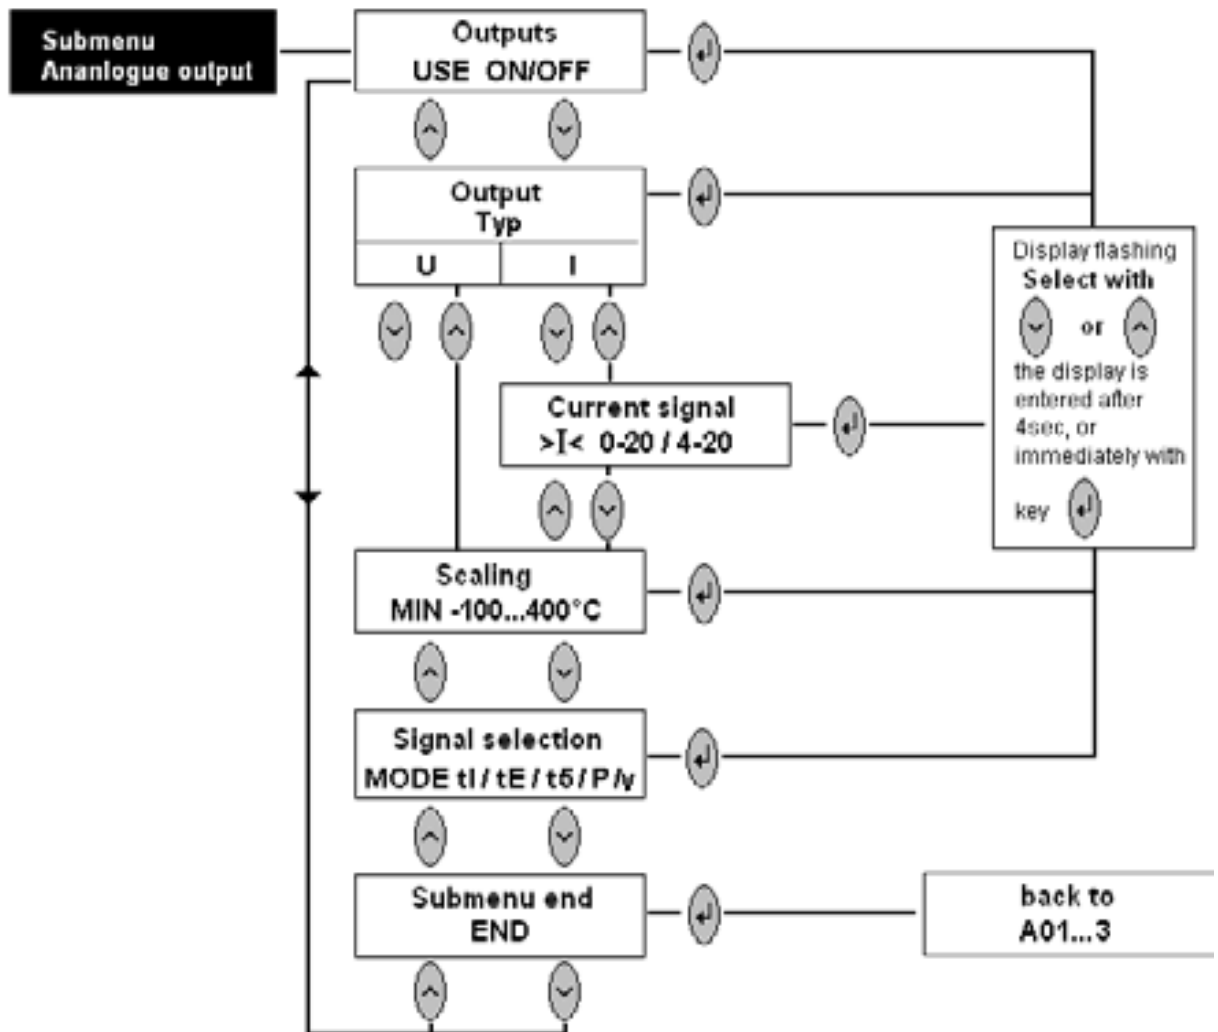 Submenu
Ananlogue output
Outputs
USE ON/OFF
Output
Typ
U
I
Current signal
>I< 0-20 / 4-20
Scaling
MIN -100...400°C
Signal selection
MODE tI / tE / t5 / P /v
Submenu end
END
Display flashing
Select with
or
the display is
entered after
4sec, or
immediately with
key
back to
A01...3